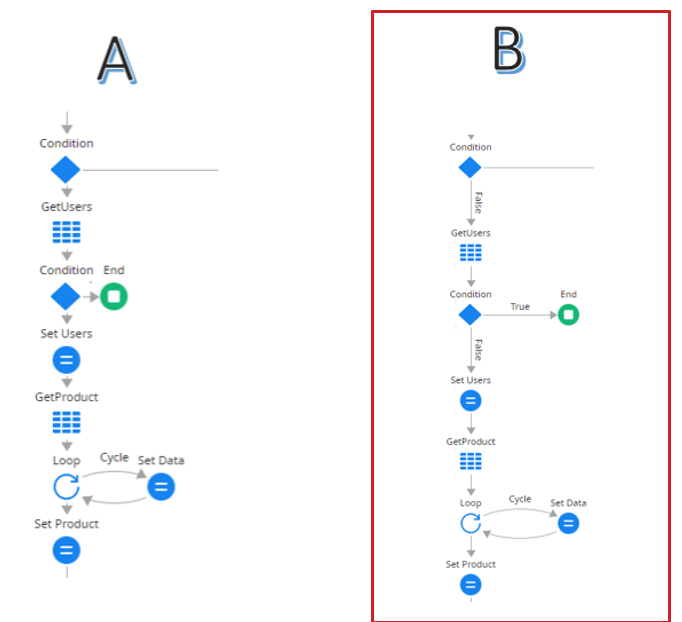 A
Condition
GetUsers
Condition End
Set Users
GetProduct
Loop Cycle Set Data
Set Product
B
Condition
False
GetUsers
Condition True End
False
Set Users
GetProduct
Loop Cycle Set Data
Set Product